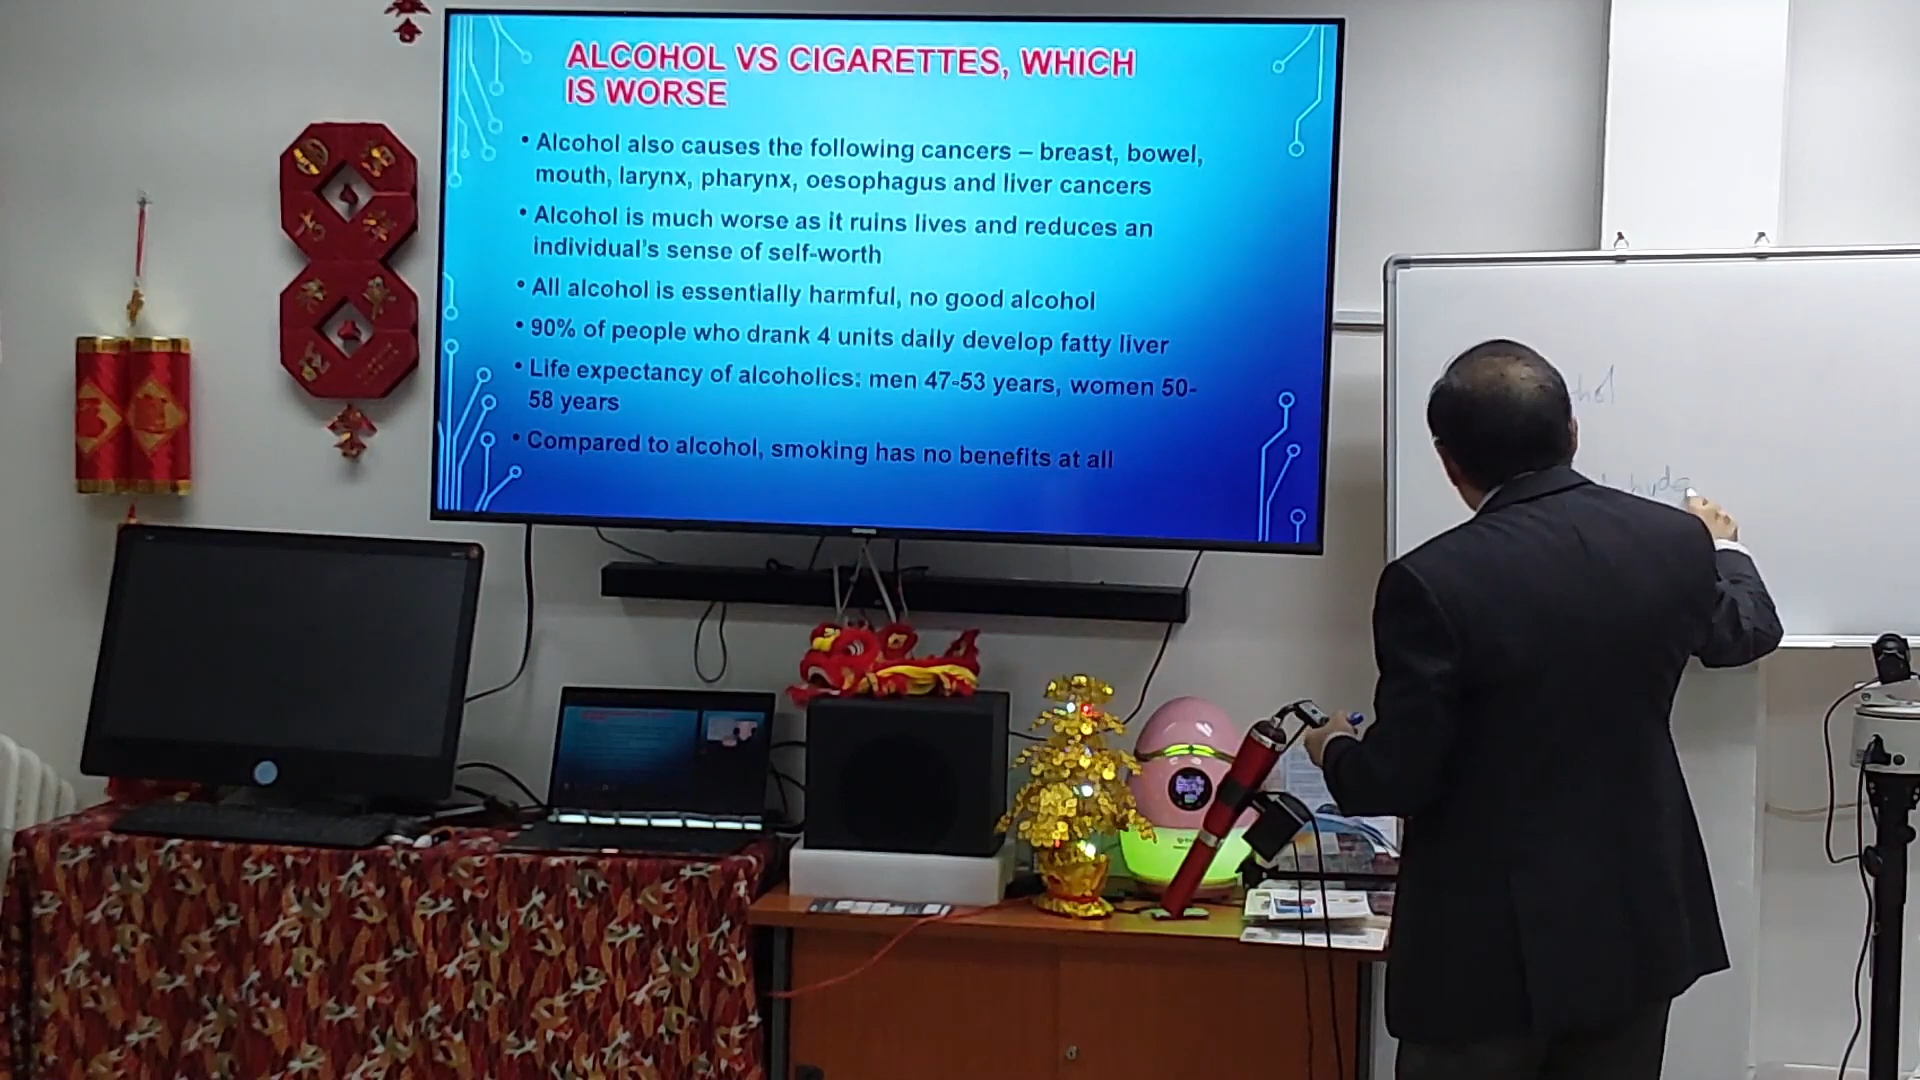 ALCOHOL VS CIGARETTES, WHICH
IS WORSE
• Alcohol also causes the following cancers – breast, bowel,
mouth, larynx, pharynx, oesophagus and liver cancers
• Alcohol is much worse as it ruins lives and reduces an
individual's sense of self-worth
• All alcohol is essentially harmful, no good alcohol
• 90% of people who drank 4 units daily develop fatty liver
• Life expectancy of alcoholics: men 47-53 years, women 50-
58 years
• Compared to alcohol, smoking has no benefits at all